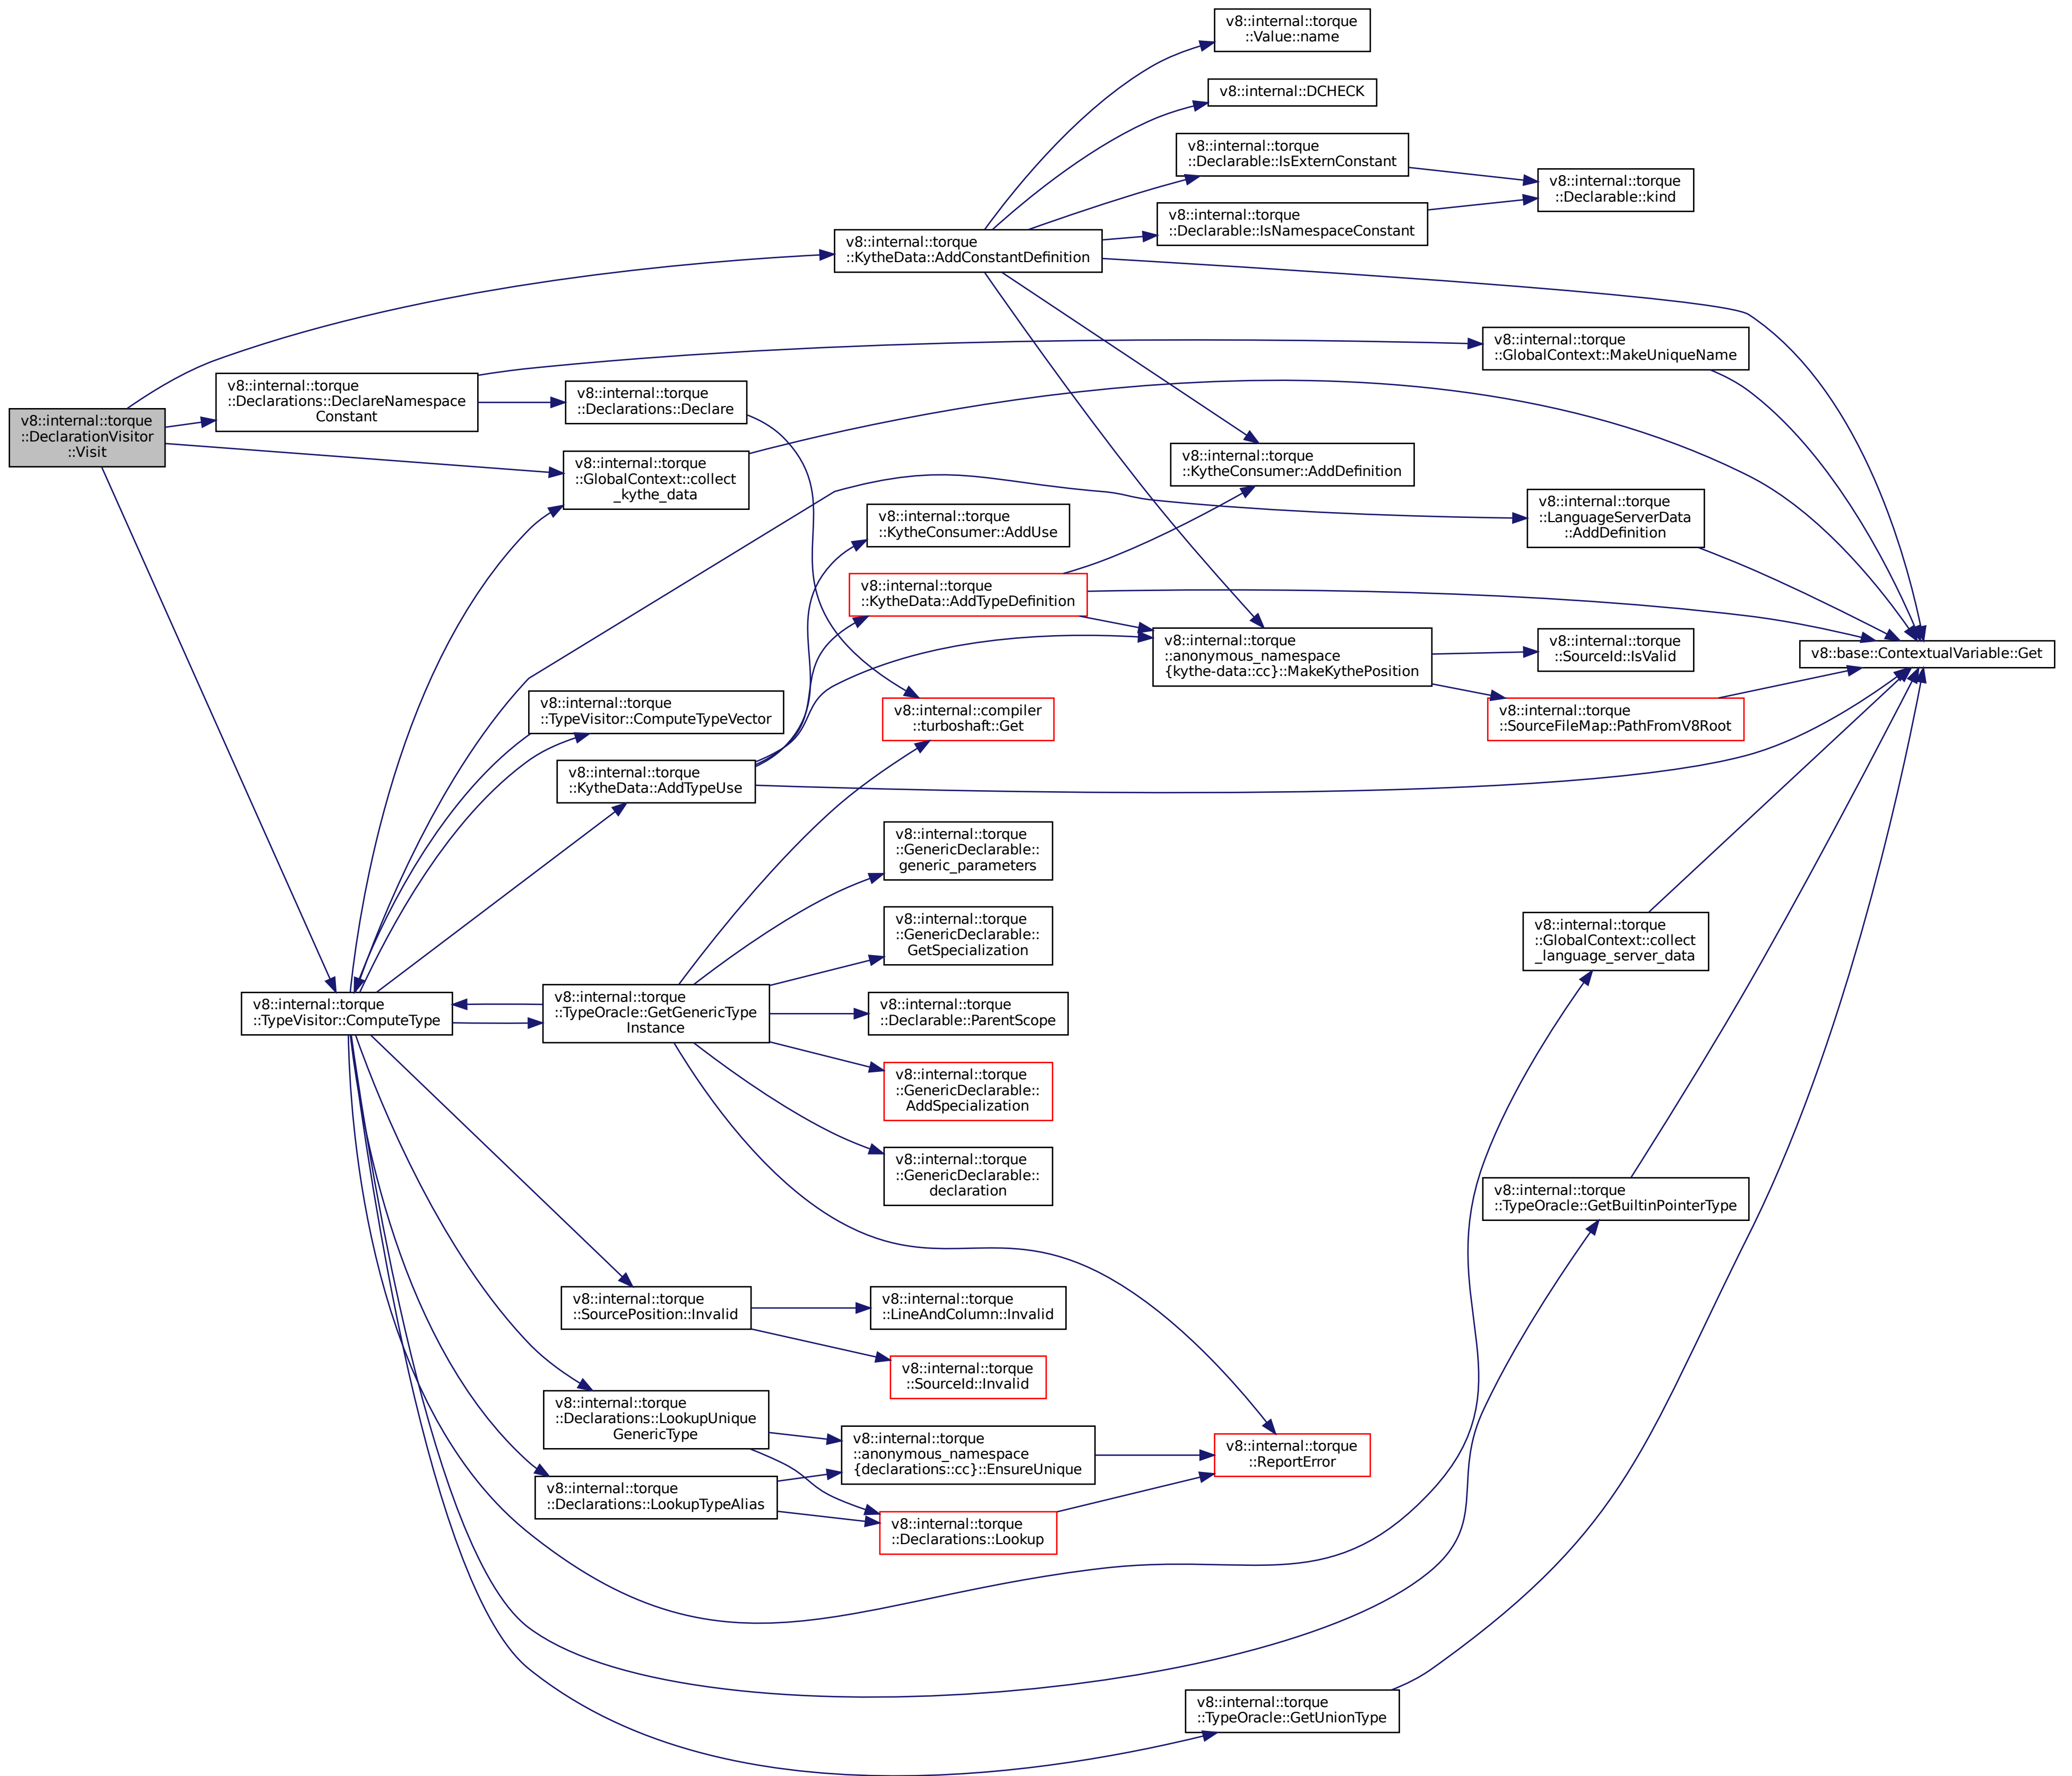 v8::internal::torque
::Value::name
v8::internal::DCHECK
v8::internal::torque
::Declarable::IsExternConstant
v8::internal::torque
::Declarable::kind
v8::internal::torque
::Declarable::IsNamespaceConstant
v8::internal::torque
::KytheData::AddConstantDefinition
v8::internal::torque
::GlobalContext::MakeUniqueName
v8::internal::torque
::Declarations::DeclareNamespace
Constant
v8::internal::torque
::Declarations::Declare
v8::internal::torque
::DeclarationVisitor
::Visit
v8::internal::torque
::GlobalContext::collect
_kythe_data
v8::internal::torque
::KytheConsumer::AddDefinition
v8::internal::torque
::LanguageServerData
::AddDefinition
v8::internal::torque
::KytheConsumer::AddUse
v8::internal::torque
::KytheData::AddTypeDefinition
v8::internal::torque
::anonymous_namespace
{kythe-data::cc}::MakeKythePosition
v8::internal::torque
::SourceId::IsValid
v8::base::ContextualVariable::Get
v8::internal::torque
::TypeVisitor::ComputeTypeVector
v8::internal::compiler
::turboshaft::Get
v8::internal::torque
::SourceFileMap::PathFromV8Root
v8::internal::torque
::KytheData::AddTypeUse
v8::internal::torque
::GenericDeclarable::
generic_parameters
v8::internal::torque
::GenericDeclarable::
GetSpecialization
v8::internal::torque
::GlobalContext::collect
_language_server_data
v8::internal::torque
::TypeVisitor::ComputeType
v8::internal::torque
::TypeOracle::GetGenericType
Instance
v8::internal::torque
::Declarable::ParentScope
v8::internal::torque
::GenericDeclarable::
AddSpecialization
v8::internal::torque
::GenericDeclarable::
declaration
v8::internal::torque
::TypeOracle::GetBuiltinPointerType
v8::internal::torque
::SourcePosition::Invalid
v8::internal::torque
::LineAndColumn::Invalid
v8::internal::torque
::SourceId::Invalid
v8::internal::torque
::Declarations::LookupUnique
GenericType
v8::internal::torque
::anonymous_namespace
{declarations::cc}::EnsureUnique
v8::internal::torque
::ReportError
v8::internal::torque
::Declarations::LookupTypeAlias
v8::internal::torque
::Declarations::Lookup
v8::internal::torque
::TypeOracle::GetUnionType